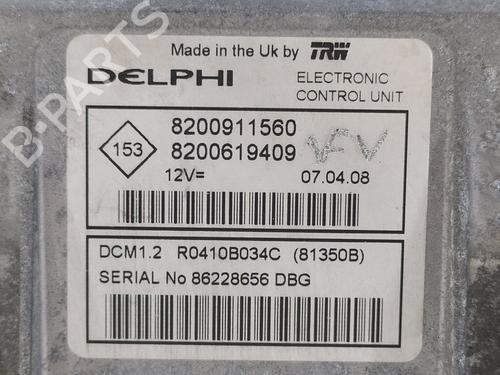 Made in the Uk by TRW
DELPHI
ELECTRONIC
CONTROL UNIT
153
8200911560
8200619409
VFV
12V=
07.04.08
DCM1.2 R0410B034C (81350B)
SERIAL No 86228656 DBG
B-PARTS